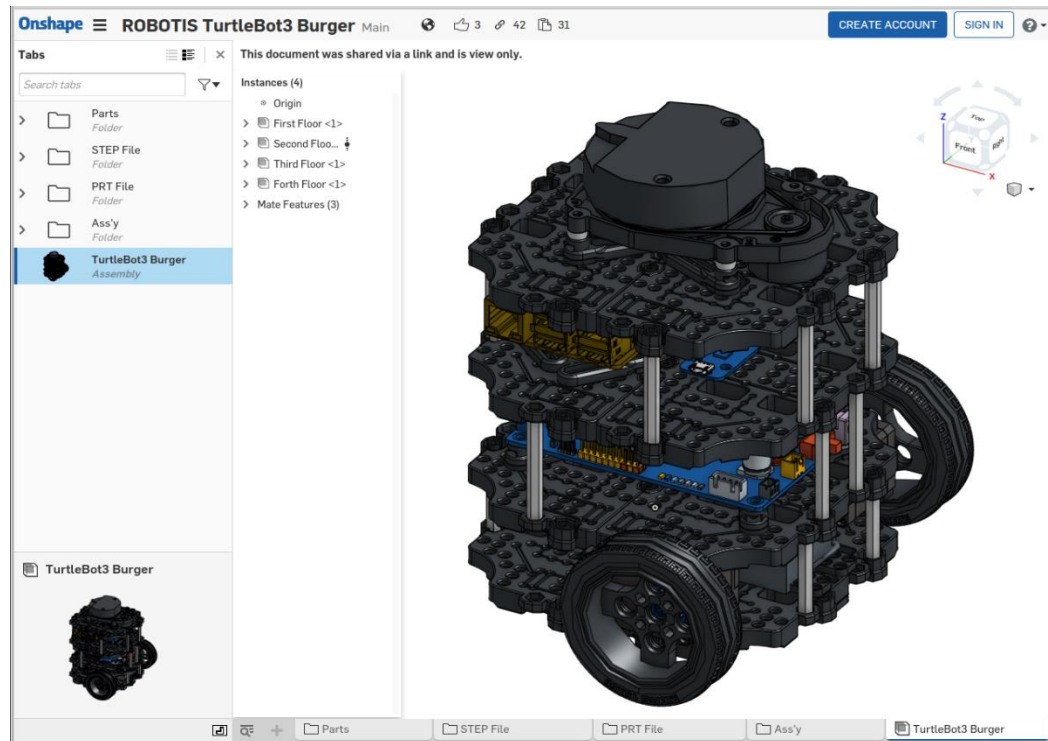 Onshape ROBOTIS TurtleBot3 Burger Main 3 42 31 CREATE ACCOUNT SIGN IN ?
Tabs
This document was shared via a link and is view only.
Search tabs
Instances (4)
Origin
Parts
Folder
First Floor <1>
Second Floo...
STEP File
Folder
Third Floor <1>
Forth Floor <1>
PRT File
Folder
Mate Features (3)
Ass'y
Folder
TurtleBot3 Burger
Assembly
Z
Top
Front
Right
Y
X
TurtleBot3 Burger
Parts STEP File PRT File Ass'y TurtleBot3 Burger